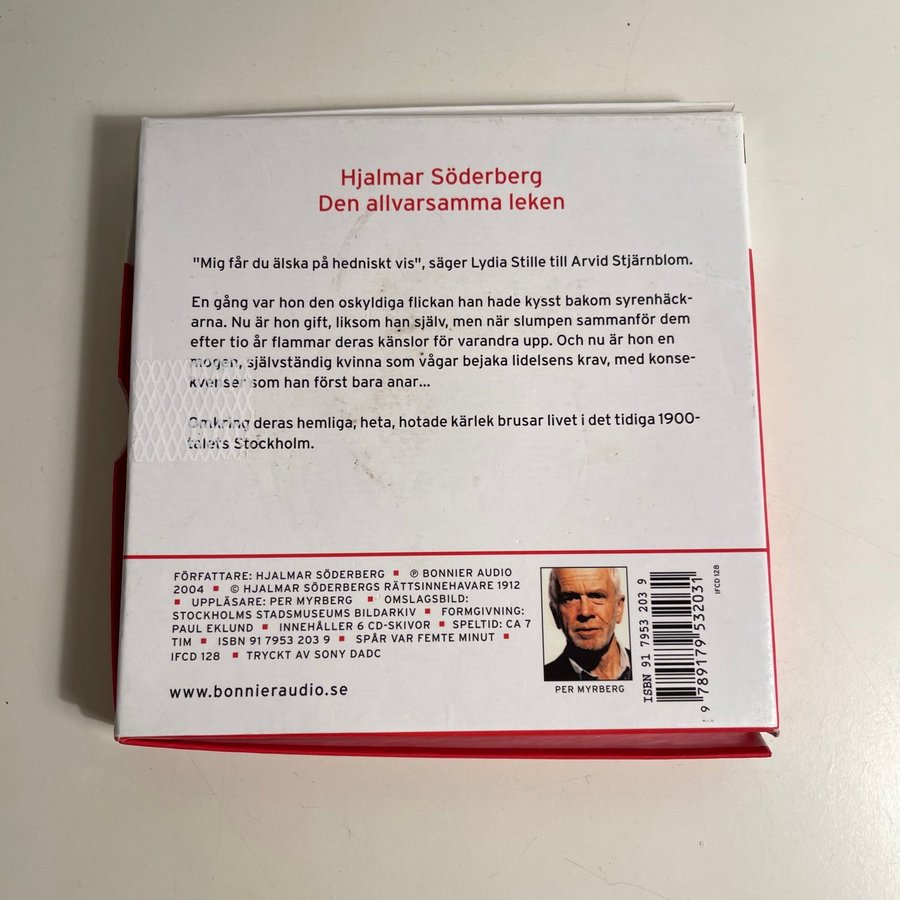 Hjalmar Söderberg
Den allvarsamma leken
"Mig får du älska på hedniskt vis", säger Lydia Stille till Arvid Stjärnblom.
En gång var hon den oskyldiga flickan han hade kysst bakom syrenhäck-
arna. Nu är hon gift, liksom han själv, men när slumpen sammanför dem
efter tio år flammar deras känslor för varandra upp. Och nu är hon en
mogen, självständig kvinna som vågar bejaka lidelsens krav, med konse-
kvenser som han först bara anar...
Omkring deras hemliga, heta, hotade kärlek brusar livet i det tidiga 1900-
talets Stockholm.
FÖRFATTARE: HJALMAR SÖDERBERG ▪ ℗ BONNIER AUDIO
2004 ▪ © HJALMAR SÖDERBERGS RÄTTSINNEHAVARE 1912
▪ UPPLÄSARE: PER MYRBERG ▪ OMSLAGSBILD:
STOCKHOLMS STADSMUSEUMS BILDARKIV ▪ FORMGIVNING:
PAUL EKLUND ▪ INNEHÅLLER 6 CD-SKIVOR ▪ SPELTID: CA 7
TIM ▪ ISBN 91 7953 203 9 ▪ SPÅR VAR FEMTE MINUT ▪
IFCD 128 ▪ TRYCKT AV SONY DADC
www.bonnieraudio.se
PER MYRBERG
ISBN 91 7953 203 9
9 789179 532031
IFCD 128